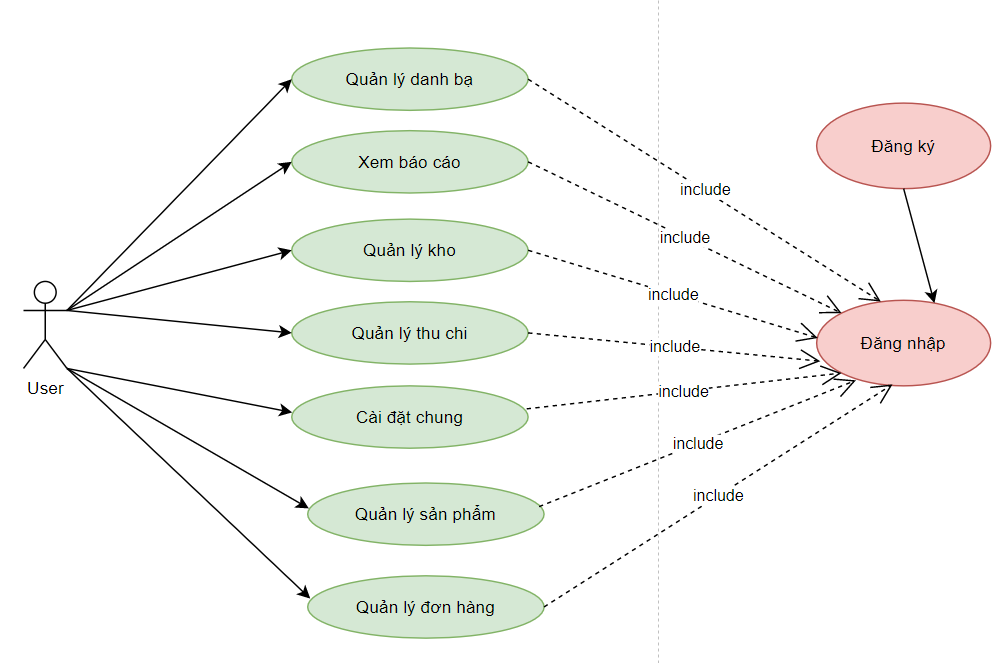 Quản lý danh bạ
Xem báo cáo
Quản lý kho
Quản lý thu chi
Cài đặt chung
Quản lý sản phẩm
Quản lý đơn hàng
User
include
include
include
include
include
include
include
Đăng ký
Đăng nhập